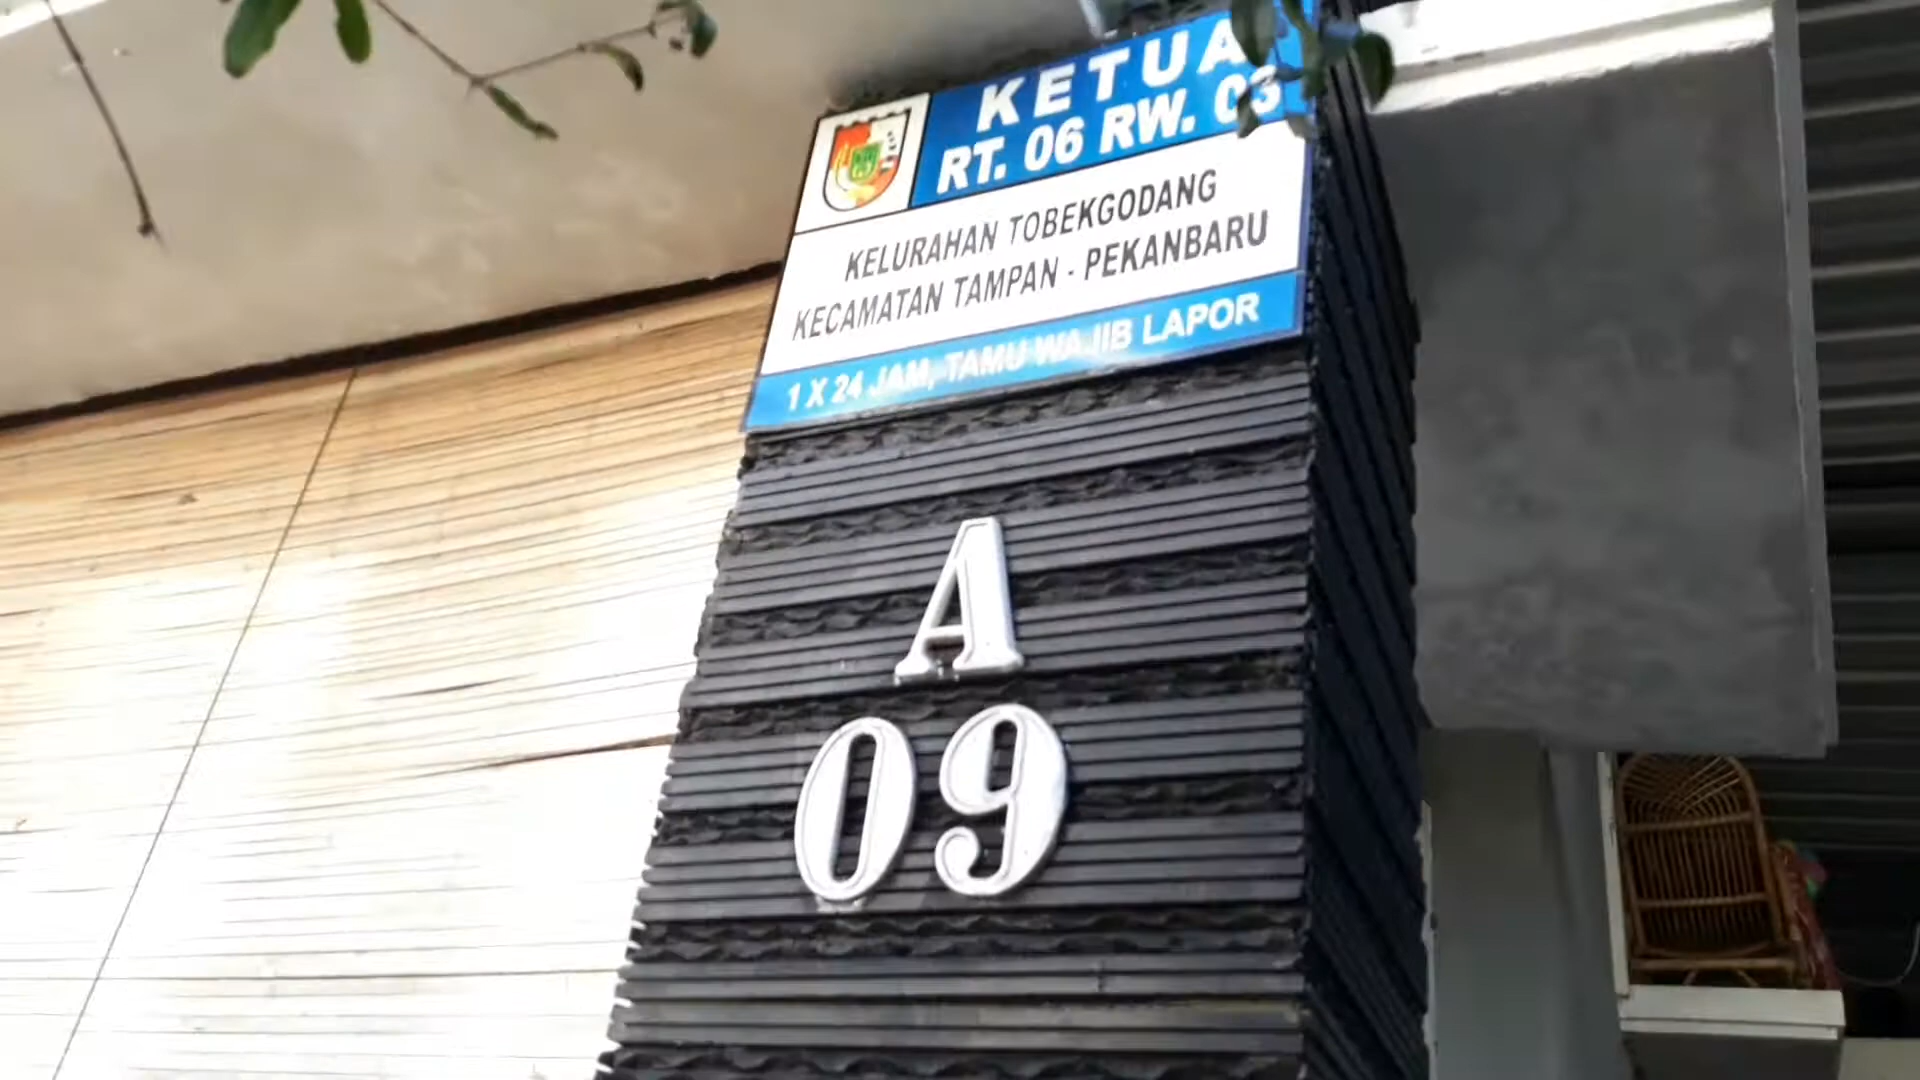 KETUA
RT. 06 RW. 03
KELURAHAN TOBEKGODANG
KECAMATAN TAMPAN - PEKANBARU
1 X 24 JAM, TAMU WAJIB LAPOR
A
09